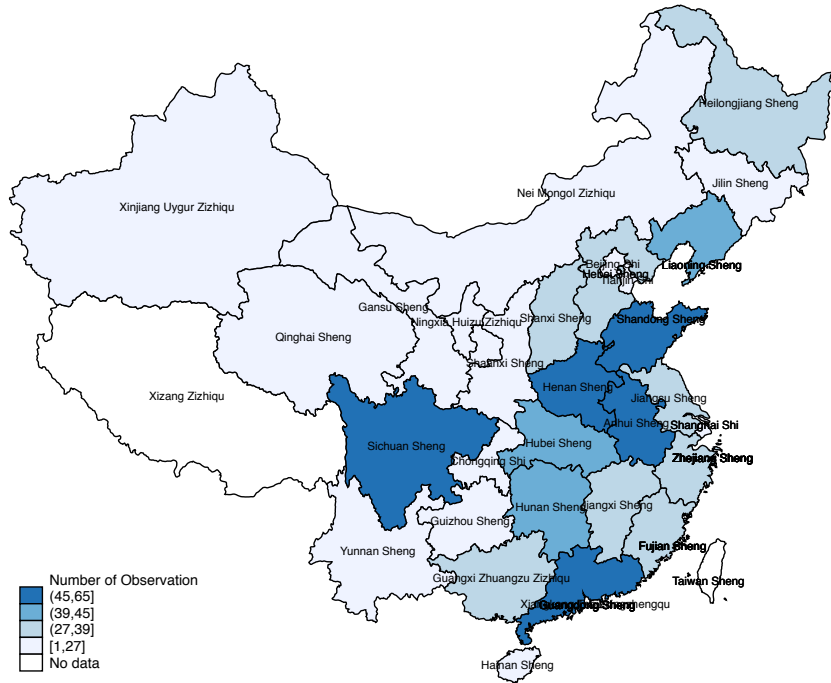 Heilongjiang Sheng
Jilin Sheng
Nei Mongol Zizhiqu
Xinjiang Uygur Zizhiqu
Beijing Shi
Liaoning Sheng
Hebei Sheng
Tianjin Shi
Gansu Sheng
Shanxi Sheng
Shandong Sheng
Ningxia Huizu Zizhiqu
Qinghai Sheng
Shaanxi Sheng
Henan Sheng
Xizang Zizhiqu
Jiangsu Sheng
Anhui Sheng
Shanghai Shi
Sichuan Sheng
Hubei Sheng
Zhejiang Sheng
Chongqing Shi
Hunan Sheng
Jiangxi Sheng
Guizhou Sheng
Yunnan Sheng
Fujian Sheng
Guangxi Zhuangzu Zizhiqu
Taiwan Sheng
Guangdong Sheng
Hainan Sheng
Number of Observation
(45,65]
(39,45]
(27,39]
[1,27]
No data